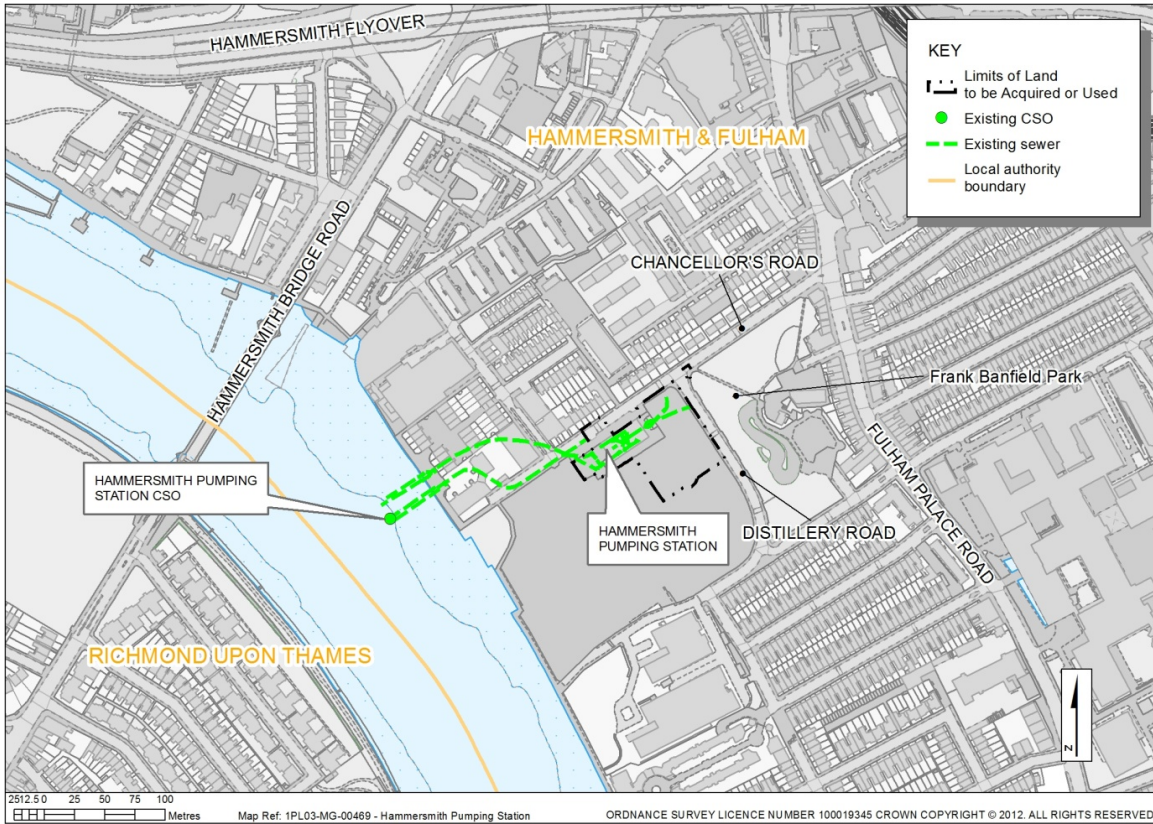 HAMMERSMITH FLYOVER
KEY
Limits of Land
to be Acquired or Used
Existing CSO
Existing sewer
Local authority
boundary
HAMMERSMITH & FULHAM
HAMMERSMITH BRIDGE ROAD
CHANCELLOR'S ROAD
Frank Banfield Park
FULHAM PALACE ROAD
HAMMERSMITH PUMPING
STATION CSO
HAMMERSMITH
PUMPING STATION
DISTILLERY ROAD
RICHMOND UPON THAMES
N
2512.5 0 25 50 75 100
Metres
Map Ref: 1PL03-MG-00469 - Hammersmith Pumping Station
ORDNANCE SURVEY LICENCE NUMBER 100019345 CROWN COPYRIGHT © 2012. ALL RIGHTS RESERVED